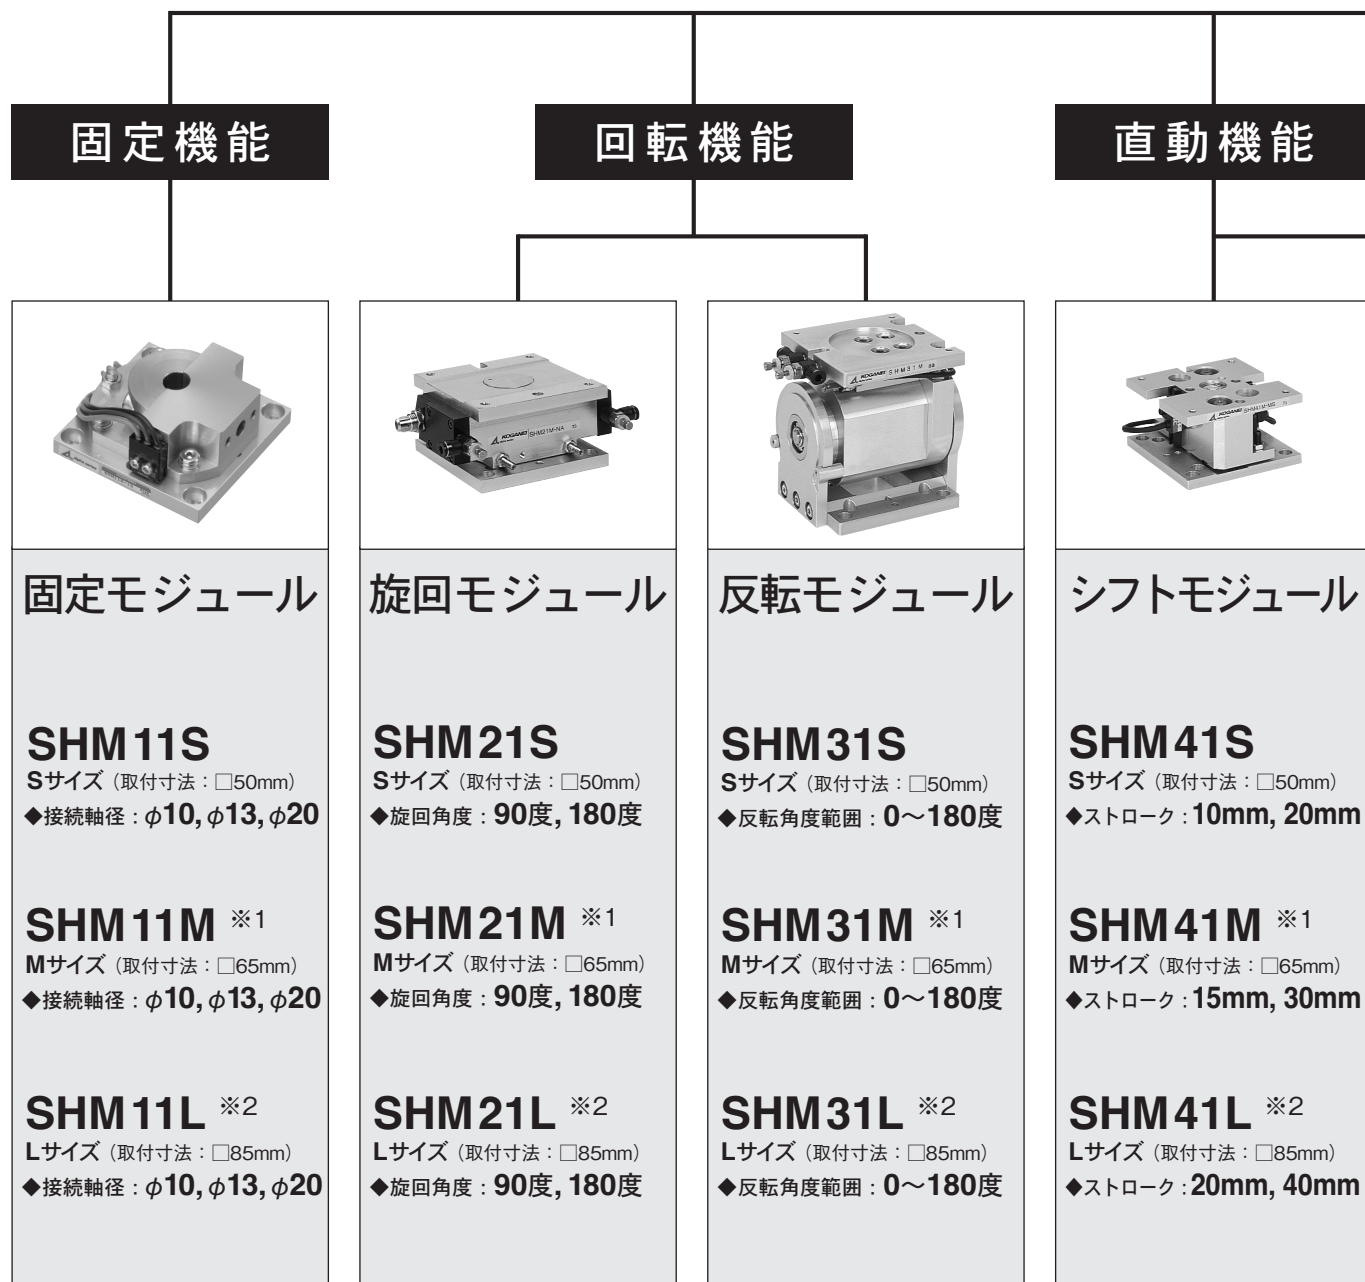 固定機能
回転機能
直動機能
KOGANEI SHM21M-NA
KOGANEI SHM31M
KOGANEI SHM41M-MS
固定モジュール
SHM11S
Sサイズ（取付寸法：□50mm）
◆接続軸径：φ10, φ13, φ20
SHM11M ※1
Mサイズ（取付寸法：□65mm）
◆接続軸径：φ10, φ13, φ20
SHM11L ※2
Lサイズ（取付寸法：□85mm）
◆接続軸径：φ10, φ13, φ20
旋回モジュール
SHM21S
Sサイズ（取付寸法：□50mm）
◆旋回角度：90度, 180度
SHM21M ※1
Mサイズ（取付寸法：□65mm）
◆旋回角度：90度, 180度
SHM21L ※2
Lサイズ（取付寸法：□85mm）
◆旋回角度：90度, 180度
反転モジュール
SHM31S
Sサイズ（取付寸法：□50mm）
◆反転角度範囲：0〜180度
SHM31M ※1
Mサイズ（取付寸法：□65mm）
◆反転角度範囲：0〜180度
SHM31L ※2
Lサイズ（取付寸法：□85mm）
◆反転角度範囲：0〜180度
シフトモジュール
SHM41S
Sサイズ（取付寸法：□50mm）
◆ストローク：10mm, 20mm
SHM41M ※1
Mサイズ（取付寸法：□65mm）
◆ストローク：15mm, 30mm
SHM41L ※2
Lサイズ（取付寸法：□85mm）
◆ストローク：20mm, 40mm